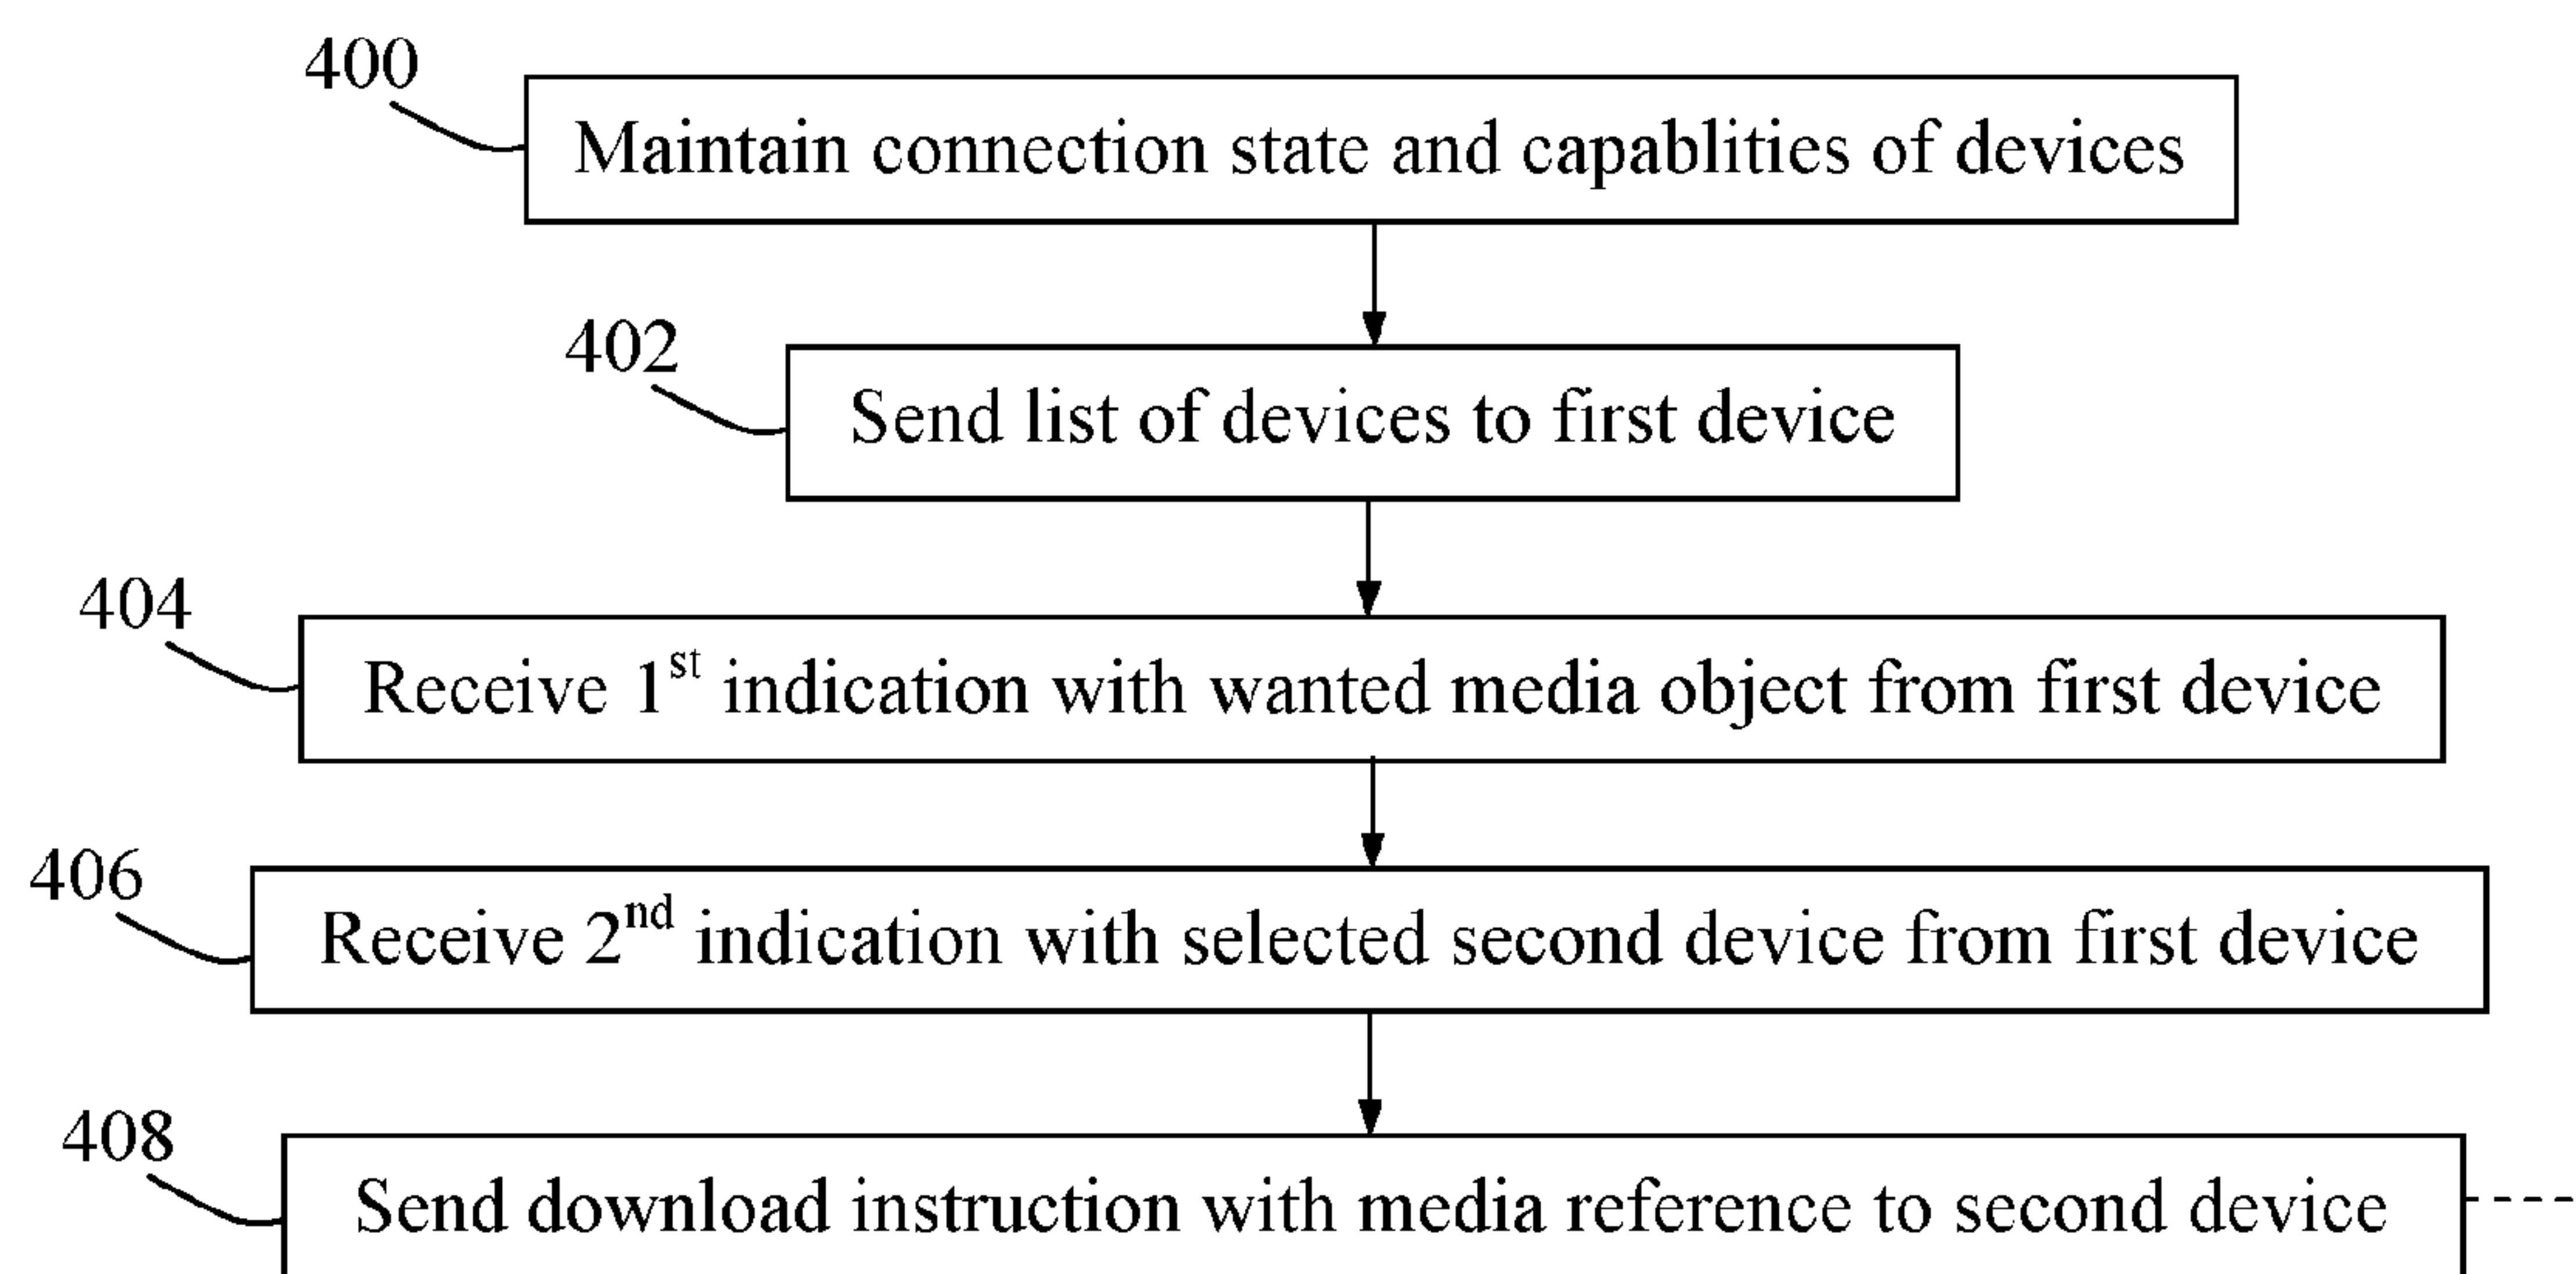 400
Maintain connection state and capablities of devices
402
Send list of devices to first device
404
Receive 1st indication with wanted media object from first device
406
Receive 2nd indication with selected second device from first device
408
Send download instruction with media reference to second device